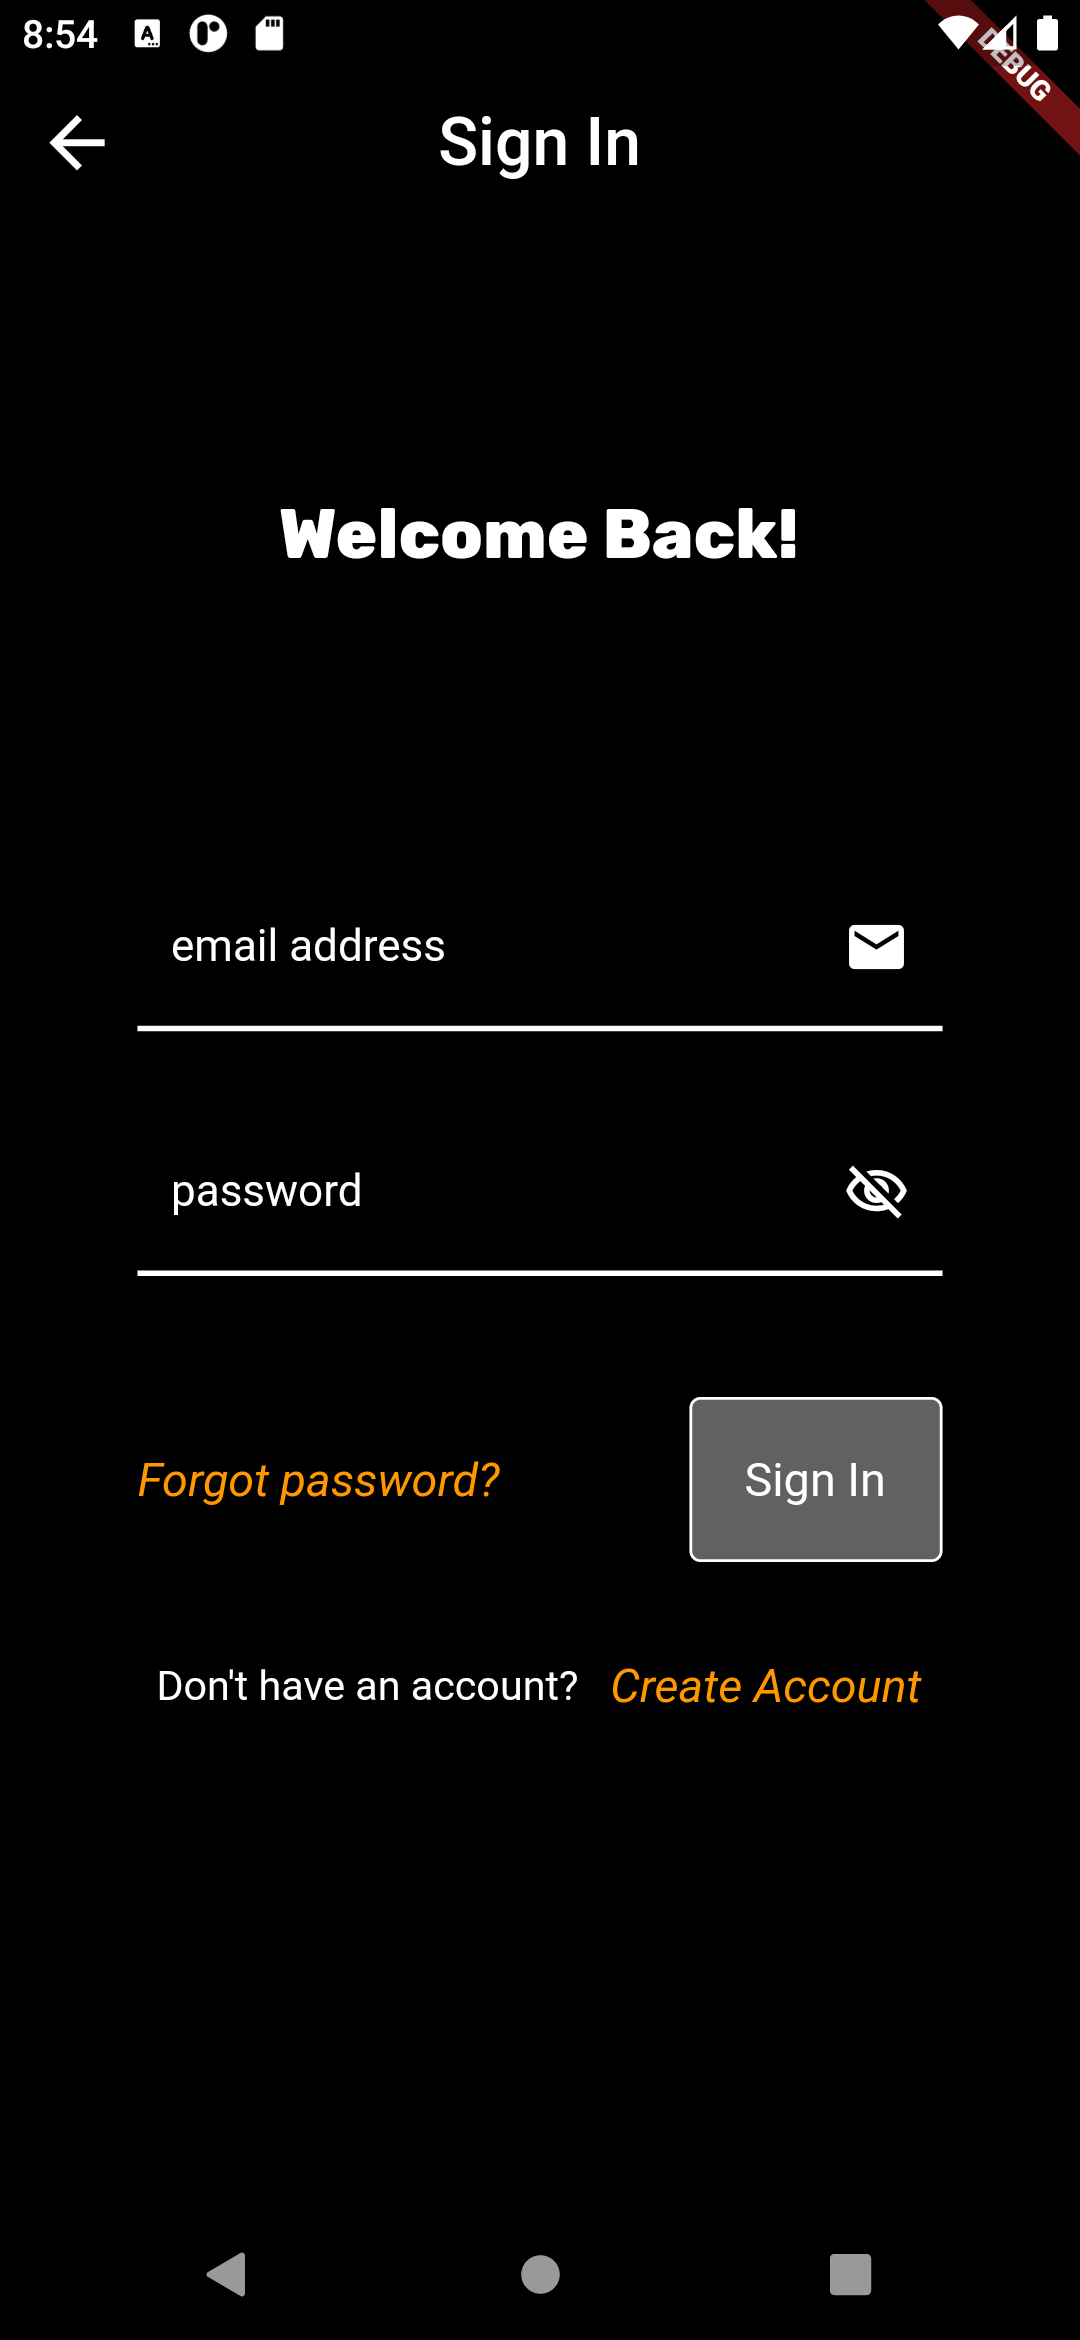 8:54
DEBUG
Sign In
Welcome Back!
email address
password
Forgot password?
Sign In
Don't have an account? Create Account